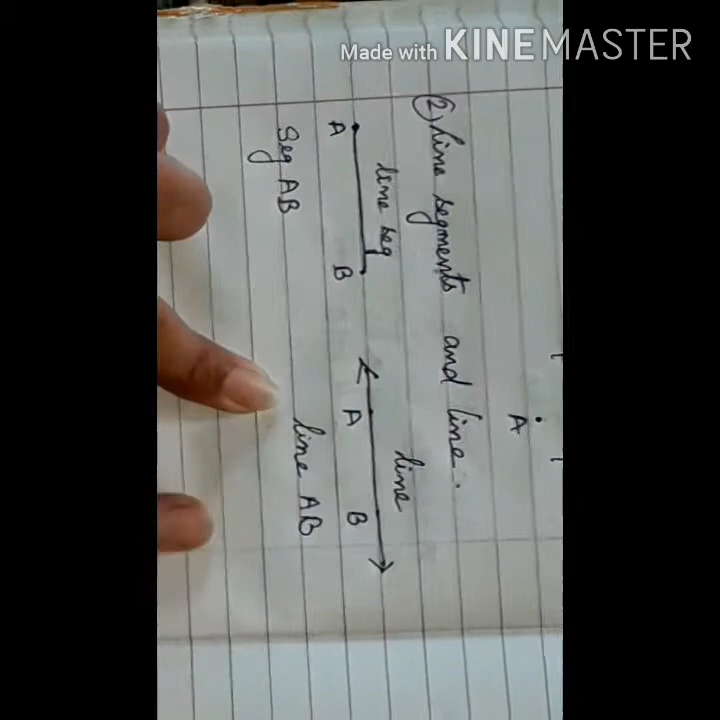 Made with KINEMASTER
A
② Line segments and line.
line seg
line
A B
A B
Seg AB
line AB